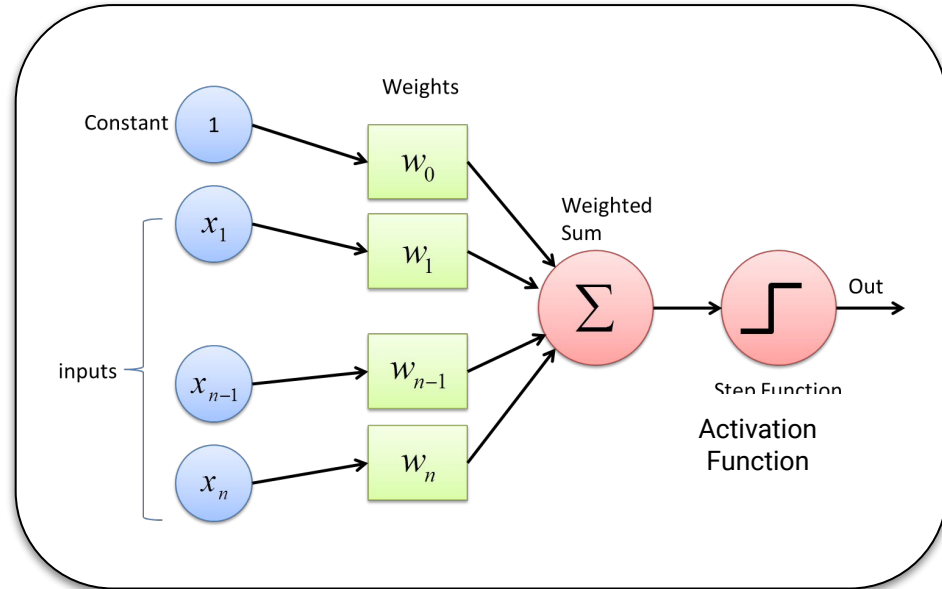 Weights
Constant
1
w₀
x₁
w₁
Weighted
Sum
∑
Out
inputs
xₙ₋₁
wₙ₋₁
Step Function
xₙ
wₙ
Activation
Function